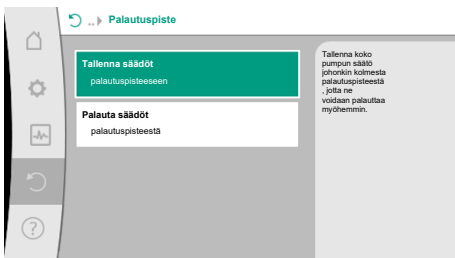 .. Palautuspiste
Tallenna säädöt
palautuspisteeseen
Palauta säädöt
palautuspisteestä
Tallenna koko
pumpun säätö
johonkin kolmesta
palautuspisteestä
, jotta ne
voidaan palauttaa
myöhemmin.
?